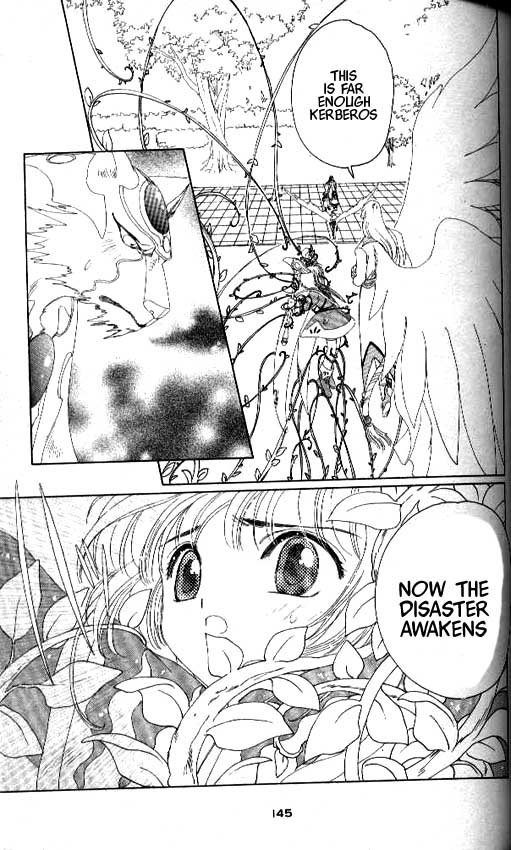 THIS
IS FAR
ENOUGH
KERBEROS
NOW THE
DISASTER
AWAKENS
145